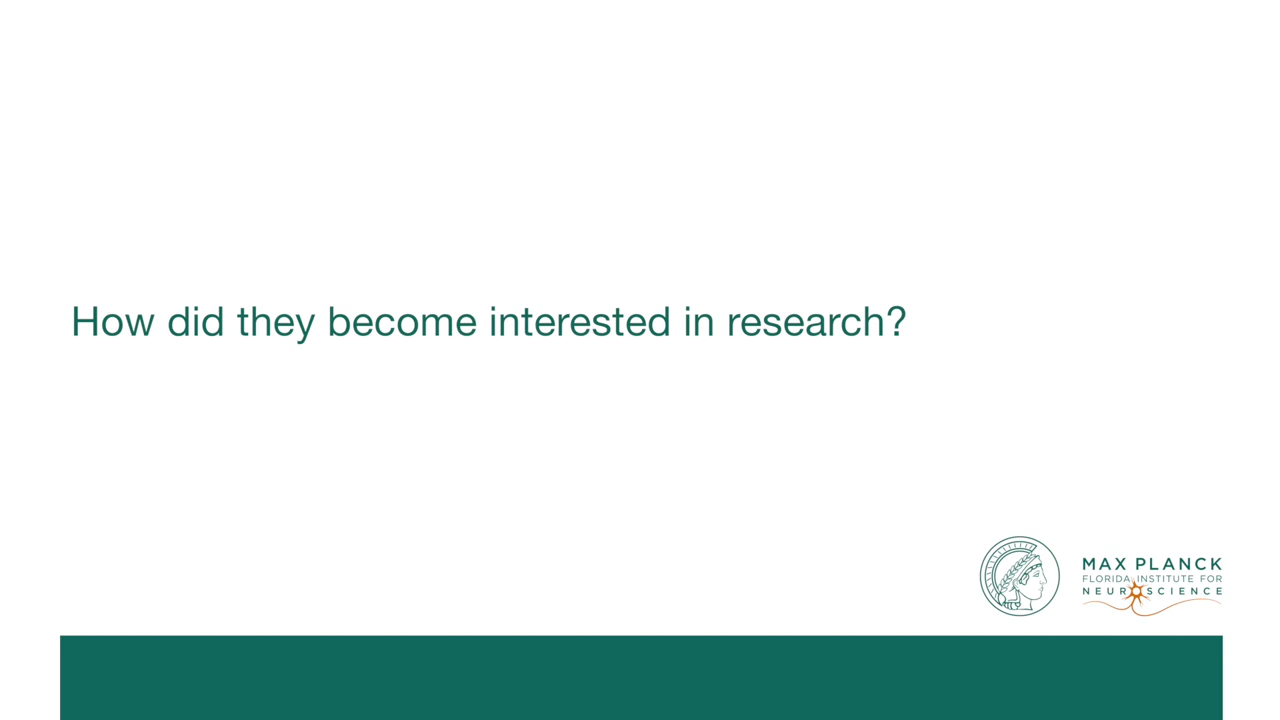 How did they become interested in research?
MAX PLANCK
FLORIDA INSTITUTE FOR
NEUROSCIENCE